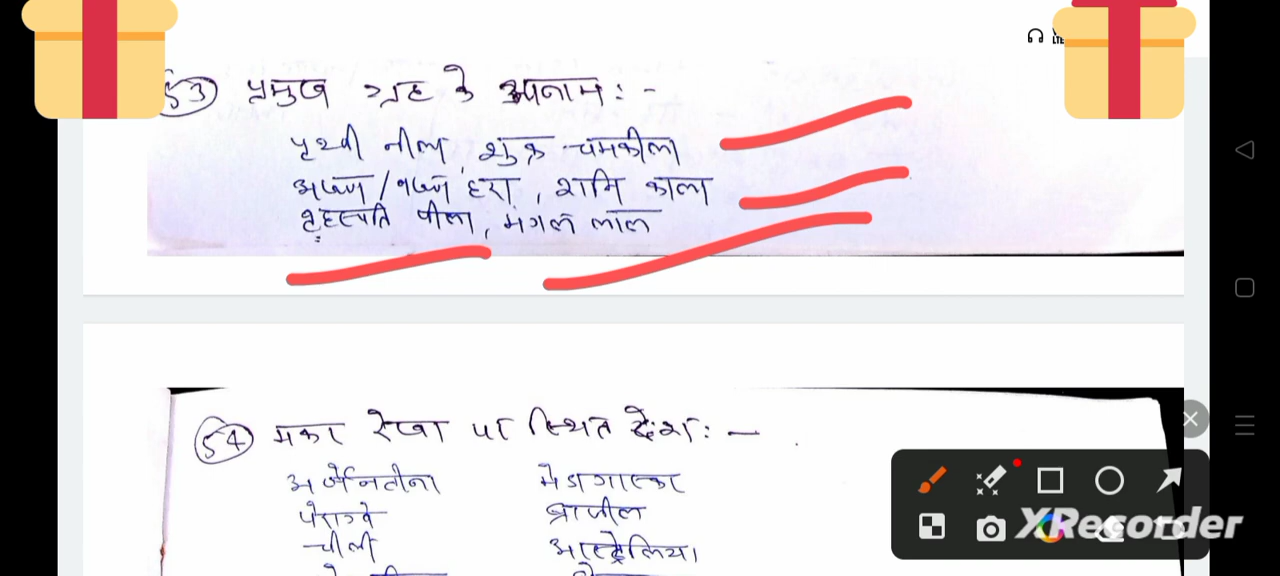 53) प्रमुख ग्रह के उपनाम :-
पृथ्वी नीला, शुक्र चमकीला
अरुण / वरुण हरा, शनि काला
बृहस्पति पीला, मंगल लाल
54 मकर रेखा पर स्थित देश: -
अर्जेनतीना मेडागास्कर
पेराग्वे ब्राजील
चीली आस्ट्रेलिया
XRecorder